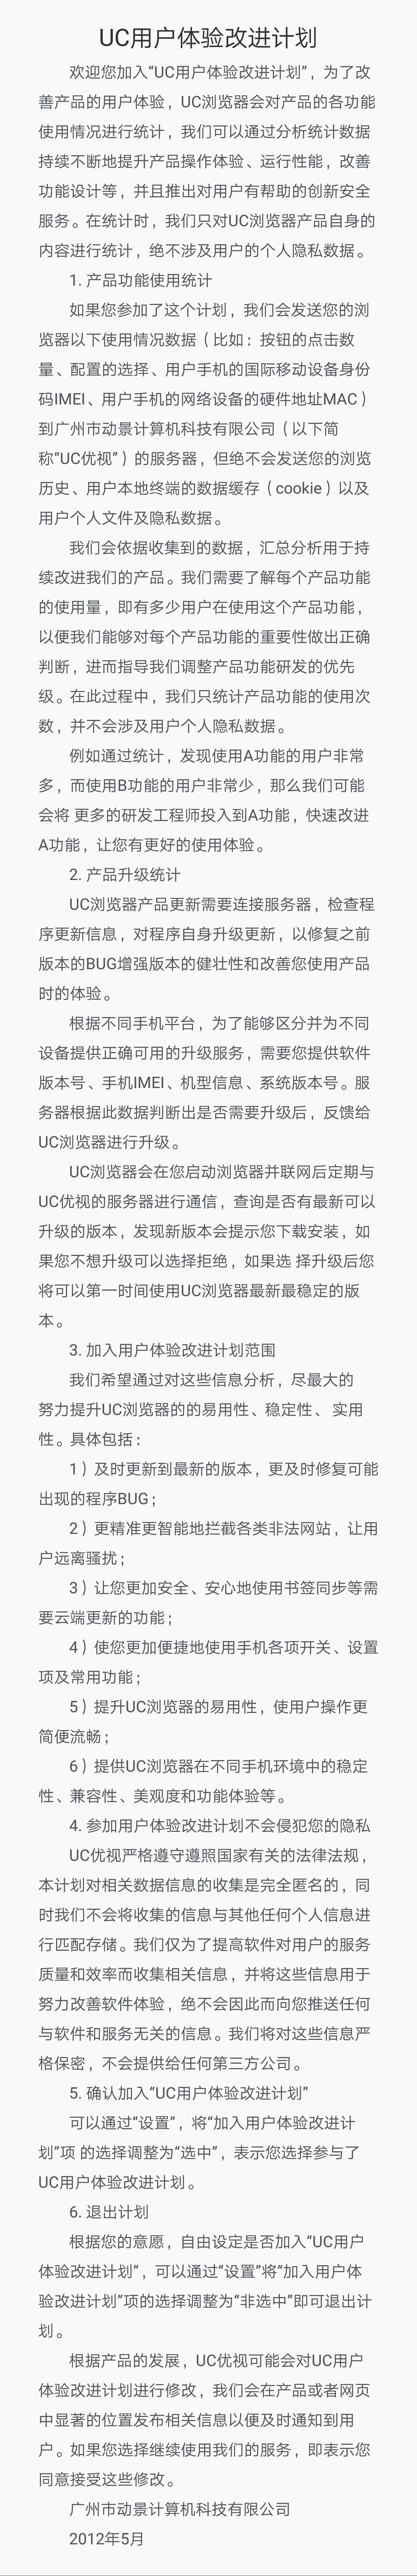 UC用户体验改进计划
欢迎您加入“UC用户体验改进计划”，为了改
善产品的用户体验，UC浏览器会对产品的各功能
使用情况进行统计，我们可以通过分析统计数据
持续不断地提升产品操作体验、运行性能，改善
功能设计等，并且推出对用户有帮助的创新安全
服务。在统计时，我们只对UC浏览器产品自身的
内容进行统计，绝不涉及用户的个人隐私数据。
1. 产品功能使用统计
如果您参加了这个计划，我们会发送您的浏
览器以下使用情况数据（比如：按钮的点击数
量、配置的选择、用户手机的国际移动设备身份
码IMEI、用户手机的网络设备的硬件地址MAC）
到广州市动景计算机科技有限公司（以下简
称“UC优视”）的服务器，但绝不会发送您的浏览
历史、用户本地终端的数据缓存（cookie）以及
用户个人文件及隐私数据。
我们会依据收集到的数据，汇总分析用于持
续改进我们的产品。我们需要了解每个产品功能
的使用量，即有多少用户在使用这个产品功能，
以便我们能够对每个产品功能的重要性做出正确
判断，进而指导我们调整产品功能研发的优先
级。在此过程中，我们只统计产品功能的使用次
数，并不会涉及用户个人隐私数据。
例如通过统计，发现使用A功能的用户非常
多，而使用B功能的用户非常少，那么我们可能
会将 更多的研发工程师投入到A功能，快速改进
A功能，让您有更好的使用体验。
2. 产品升级统计
UC浏览器产品更新需要连接服务器，检查程
序更新信息，对程序自身升级更新，以修复之前
版本的BUG增强版本的健壮性和改善您使用产品
时的体验。
根据不同手机平台，为了能够区分并为不同
设备提供正确可用的升级服务，需要您提供软件
版本号、手机IMEI、机型信息、系统版本号。服
务器根据此数据判断出是否需要升级后，反馈给
UC浏览器进行升级。
UC浏览器会在您启动浏览器并联网后定期与
UC优视的服务器进行通信，查询是否有最新可以
升级的版本，发现新版本会提示您下载安装，如
果您不想升级可以选择拒绝，如果选 择升级后您
将可以第一时间使用UC浏览器最新最稳定的版
本。
3. 加入用户体验改进计划范围
我们希望通过对这些信息分析，尽最大的
努力提升UC浏览器的的易用性、稳定性、 实用
性。具体包括：
1）及时更新到最新的版本，更及时修复可能
出现的程序BUG；
2）更精准更智能地拦截各类非法网站，让用
户远离骚扰；
3）让您更加安全、安心地使用书签同步等需
要云端更新的功能；
4）使您更加便捷地使用手机各项开关、设置
项及常用功能；
5）提升UC浏览器的易用性，使用户操作更
简便流畅；
6）提供UC浏览器在不同手机环境中的稳定
性、兼容性、美观度和功能体验等。
4. 参加用户体验改进计划不会侵犯您的隐私
UC优视严格遵守遵照国家有关的法律法规，
本计划对相关数据信息的收集是完全匿名的，同
时我们不会将收集的信息与其他任何个人信息进
行匹配存储。我们仅为了提高软件对用户的服务
质量和效率而收集相关信息，并将这些信息用于
努力改善软件体验，绝不会因此而向您推送任何
与软件和服务无关的信息。我们将对这些信息严
格保密，不会提供给任何第三方公司。
5. 确认加入“UC用户体验改进计划”
可以通过“设置”，将“加入用户体验改进计
划”项 的选择调整为“选中”，表示您选择参与了
UC用户体验改进计划。
6. 退出计划
根据您的意愿，自由设定是否加入“UC用户
体验改进计划”，可以通过“设置”将“加入用户体
验改进计划”项的选择调整为“非选中”即可退出计
划。
根据产品的发展，UC优视可能会对UC用户
体验改进计划进行修改，我们会在产品或者网页
中显著的位置发布相关信息以便及时通知到用
户。如果您选择继续使用我们的服务，即表示您
同意接受这些修改。
广州市动景计算机科技有限公司
2012年5月